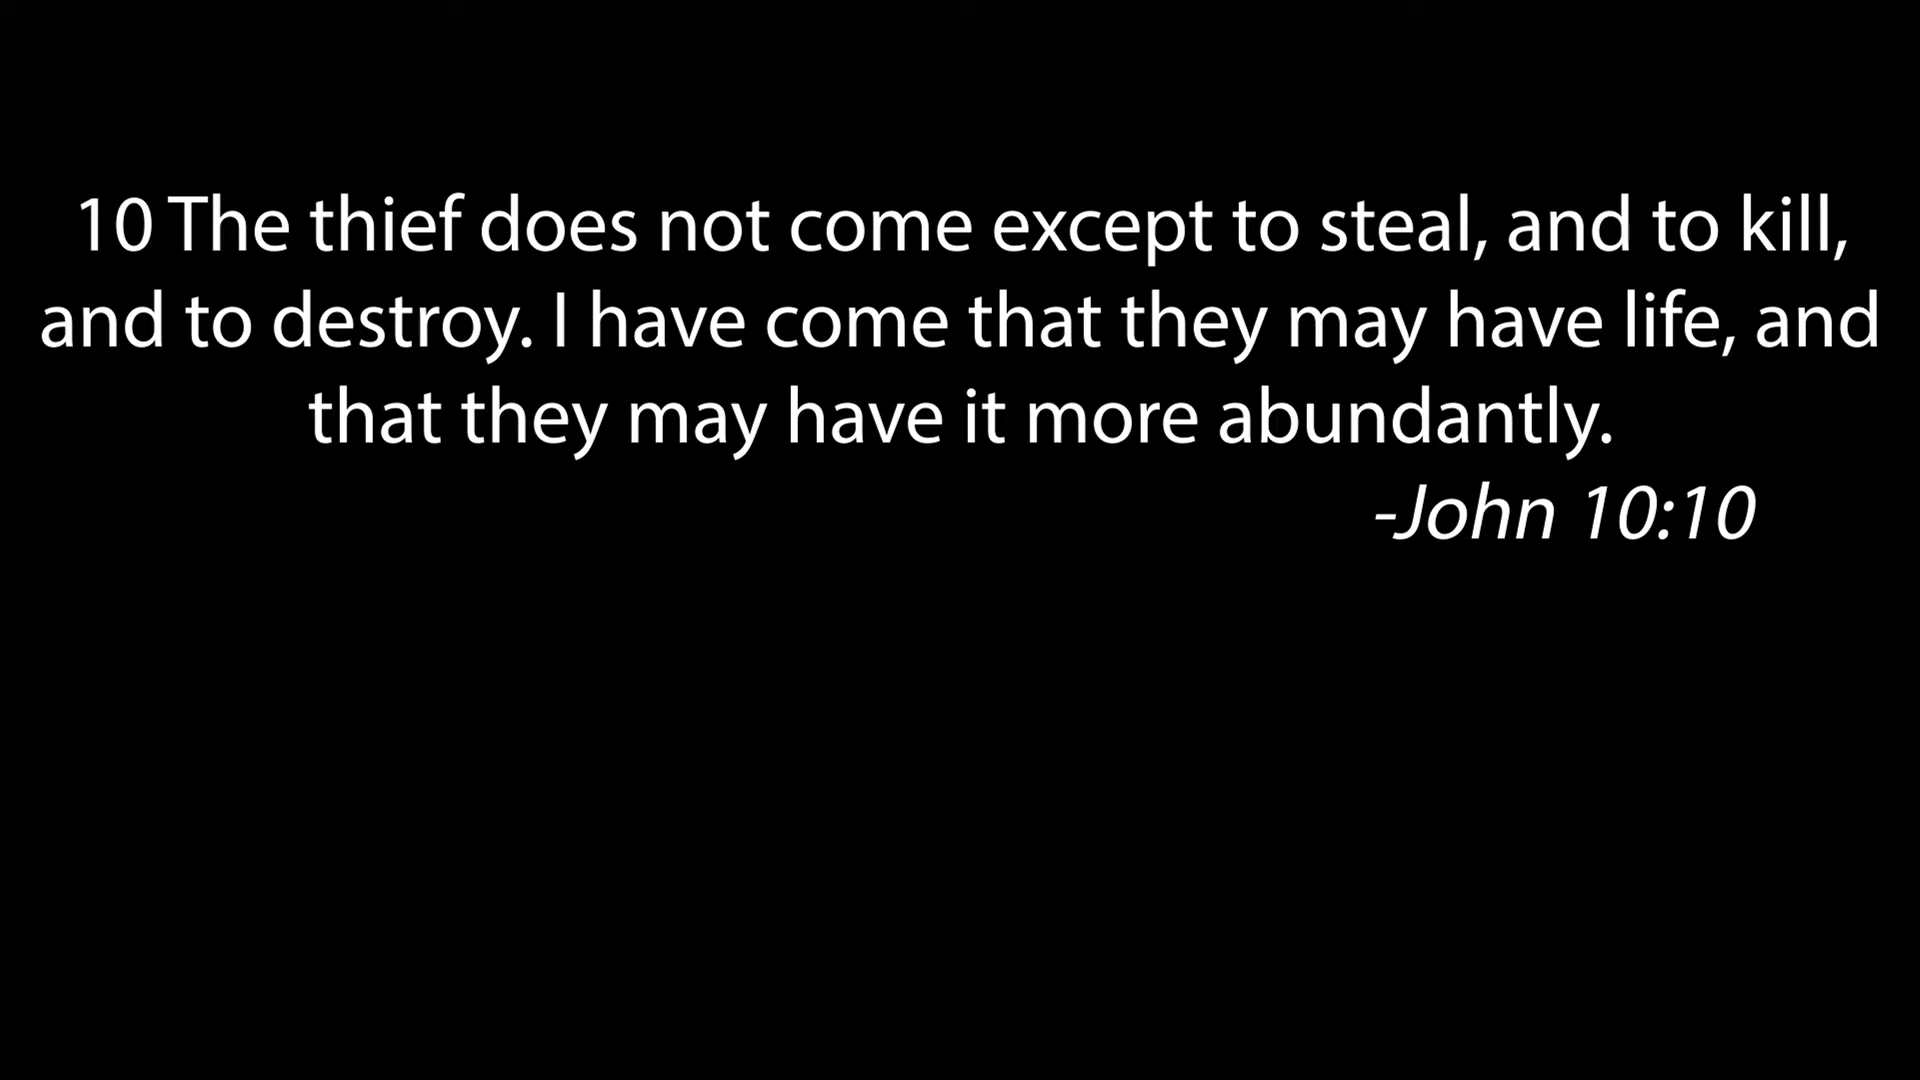 10 The thief does not come except to steal, and to kill,
and to destroy. I have come that they may have life, and
that they may have it more abundantly.
-John 10:10